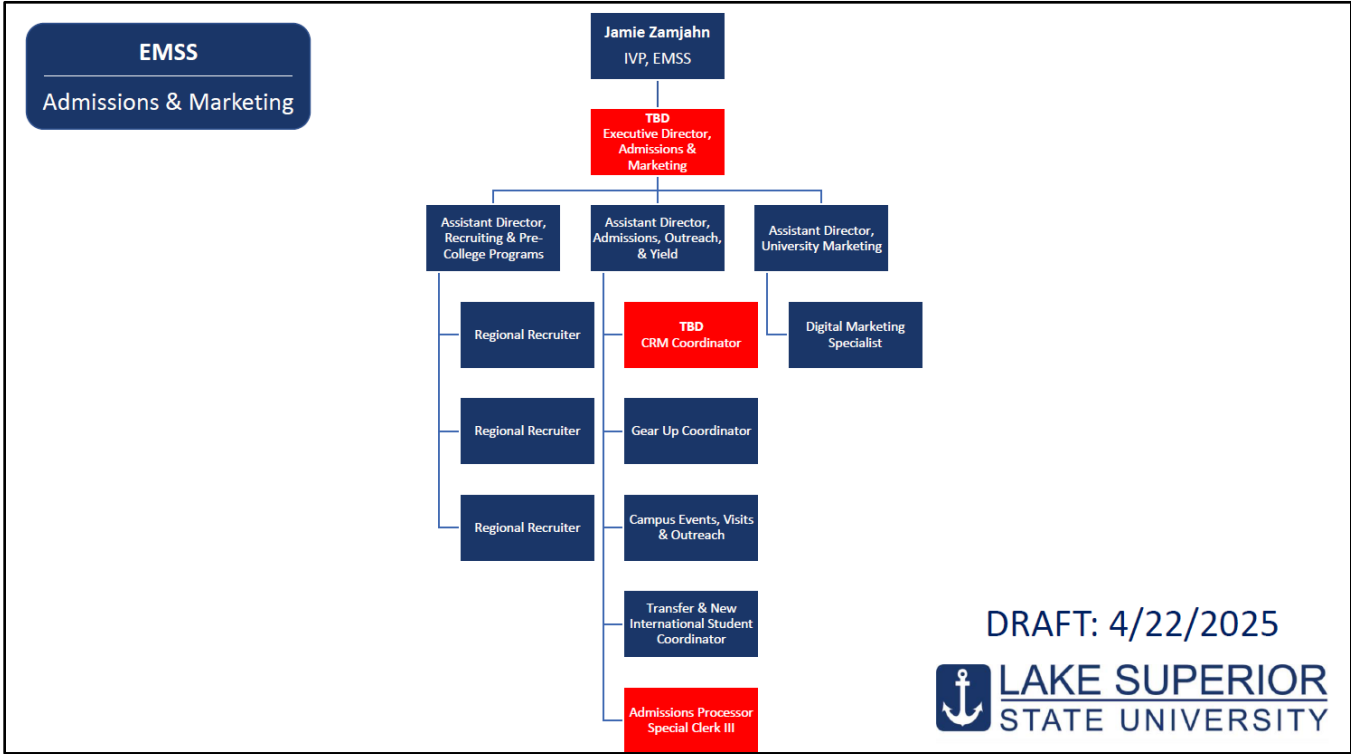 EMSS
Admissions & Marketing
Jamie Zamjahn
IVP, EMSS
TBD
Executive Director,
Admissions &
Marketing
Assistant Director,
Recruiting & Pre-
College Programs
Assistant Director,
Admissions, Outreach,
& Yield
Assistant Director,
University Marketing
Regional Recruiter
TBD
CRM Coordinator
Digital Marketing
Specialist
Regional Recruiter
Gear Up Coordinator
Regional Recruiter
Campus Events, Visits
& Outreach
Transfer & New
International Student
Coordinator
Admissions Processor
Special Clerk III
DRAFT: 4/22/2025
LAKE SUPERIOR
STATE UNIVERSITY